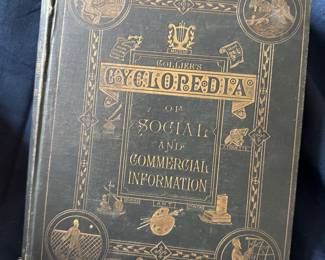 COLLIER'S
CYCLOPEDIA
OF
SOCIAL
AND
COMMERCIAL
INFORMATION